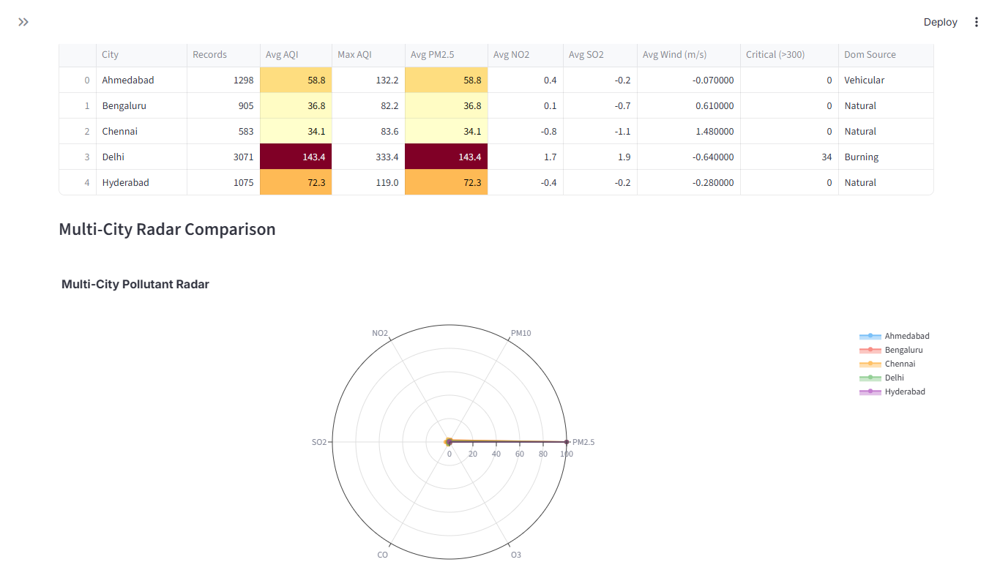 Deploy
City Records Avg AQI Max AQI Avg PM2.5 Avg NO2 Avg SO2 Avg Wind (m/s) Critical (>300) Dom Source
0 Ahmedabad 1298 58.8 132.2 58.8 0.4 -0.2 -0.070000 0 Vehicular
1 Bengaluru 905 36.8 82.2 36.8 0.1 -0.7 0.610000 0 Natural
2 Chennai 583 34.1 83.6 34.1 -0.8 -1.1 1.480000 0 Natural
3 Delhi 3071 143.4 333.4 143.4 1.7 1.9 -0.640000 34 Burning
4 Hyderabad 1075 72.3 119.0 72.3 -0.4 -0.2 -0.280000 0 Natural
Multi-City Radar Comparison
Multi-City Pollutant Radar
NO2 PM10
SO2 PM2.5
0 20 40 60 80 100
CO O3
Ahmedabad
Bengaluru
Chennai
Delhi
Hyderabad